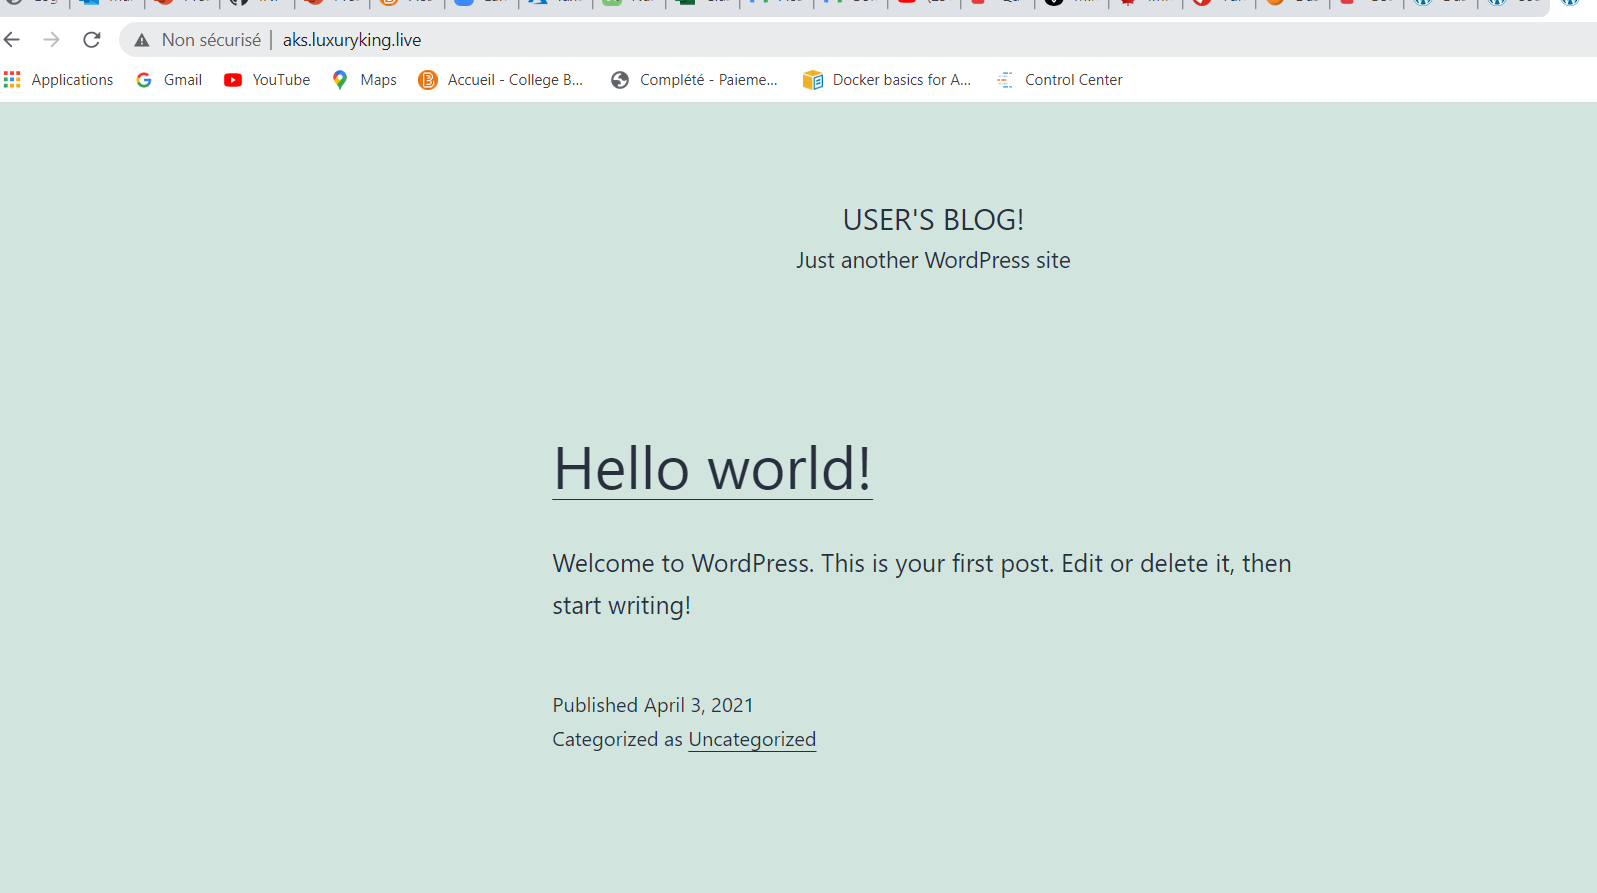 Non sécurisé | aks.luxuryking.live
Applications Gmail YouTube Maps Accueil - College B... Complété - Paieme... Docker basics for A... Control Center
USER'S BLOG!
Just another WordPress site
Hello world!
Welcome to WordPress. This is your first post. Edit or delete it, then
start writing!
Published April 3, 2021
Categorized as Uncategorized